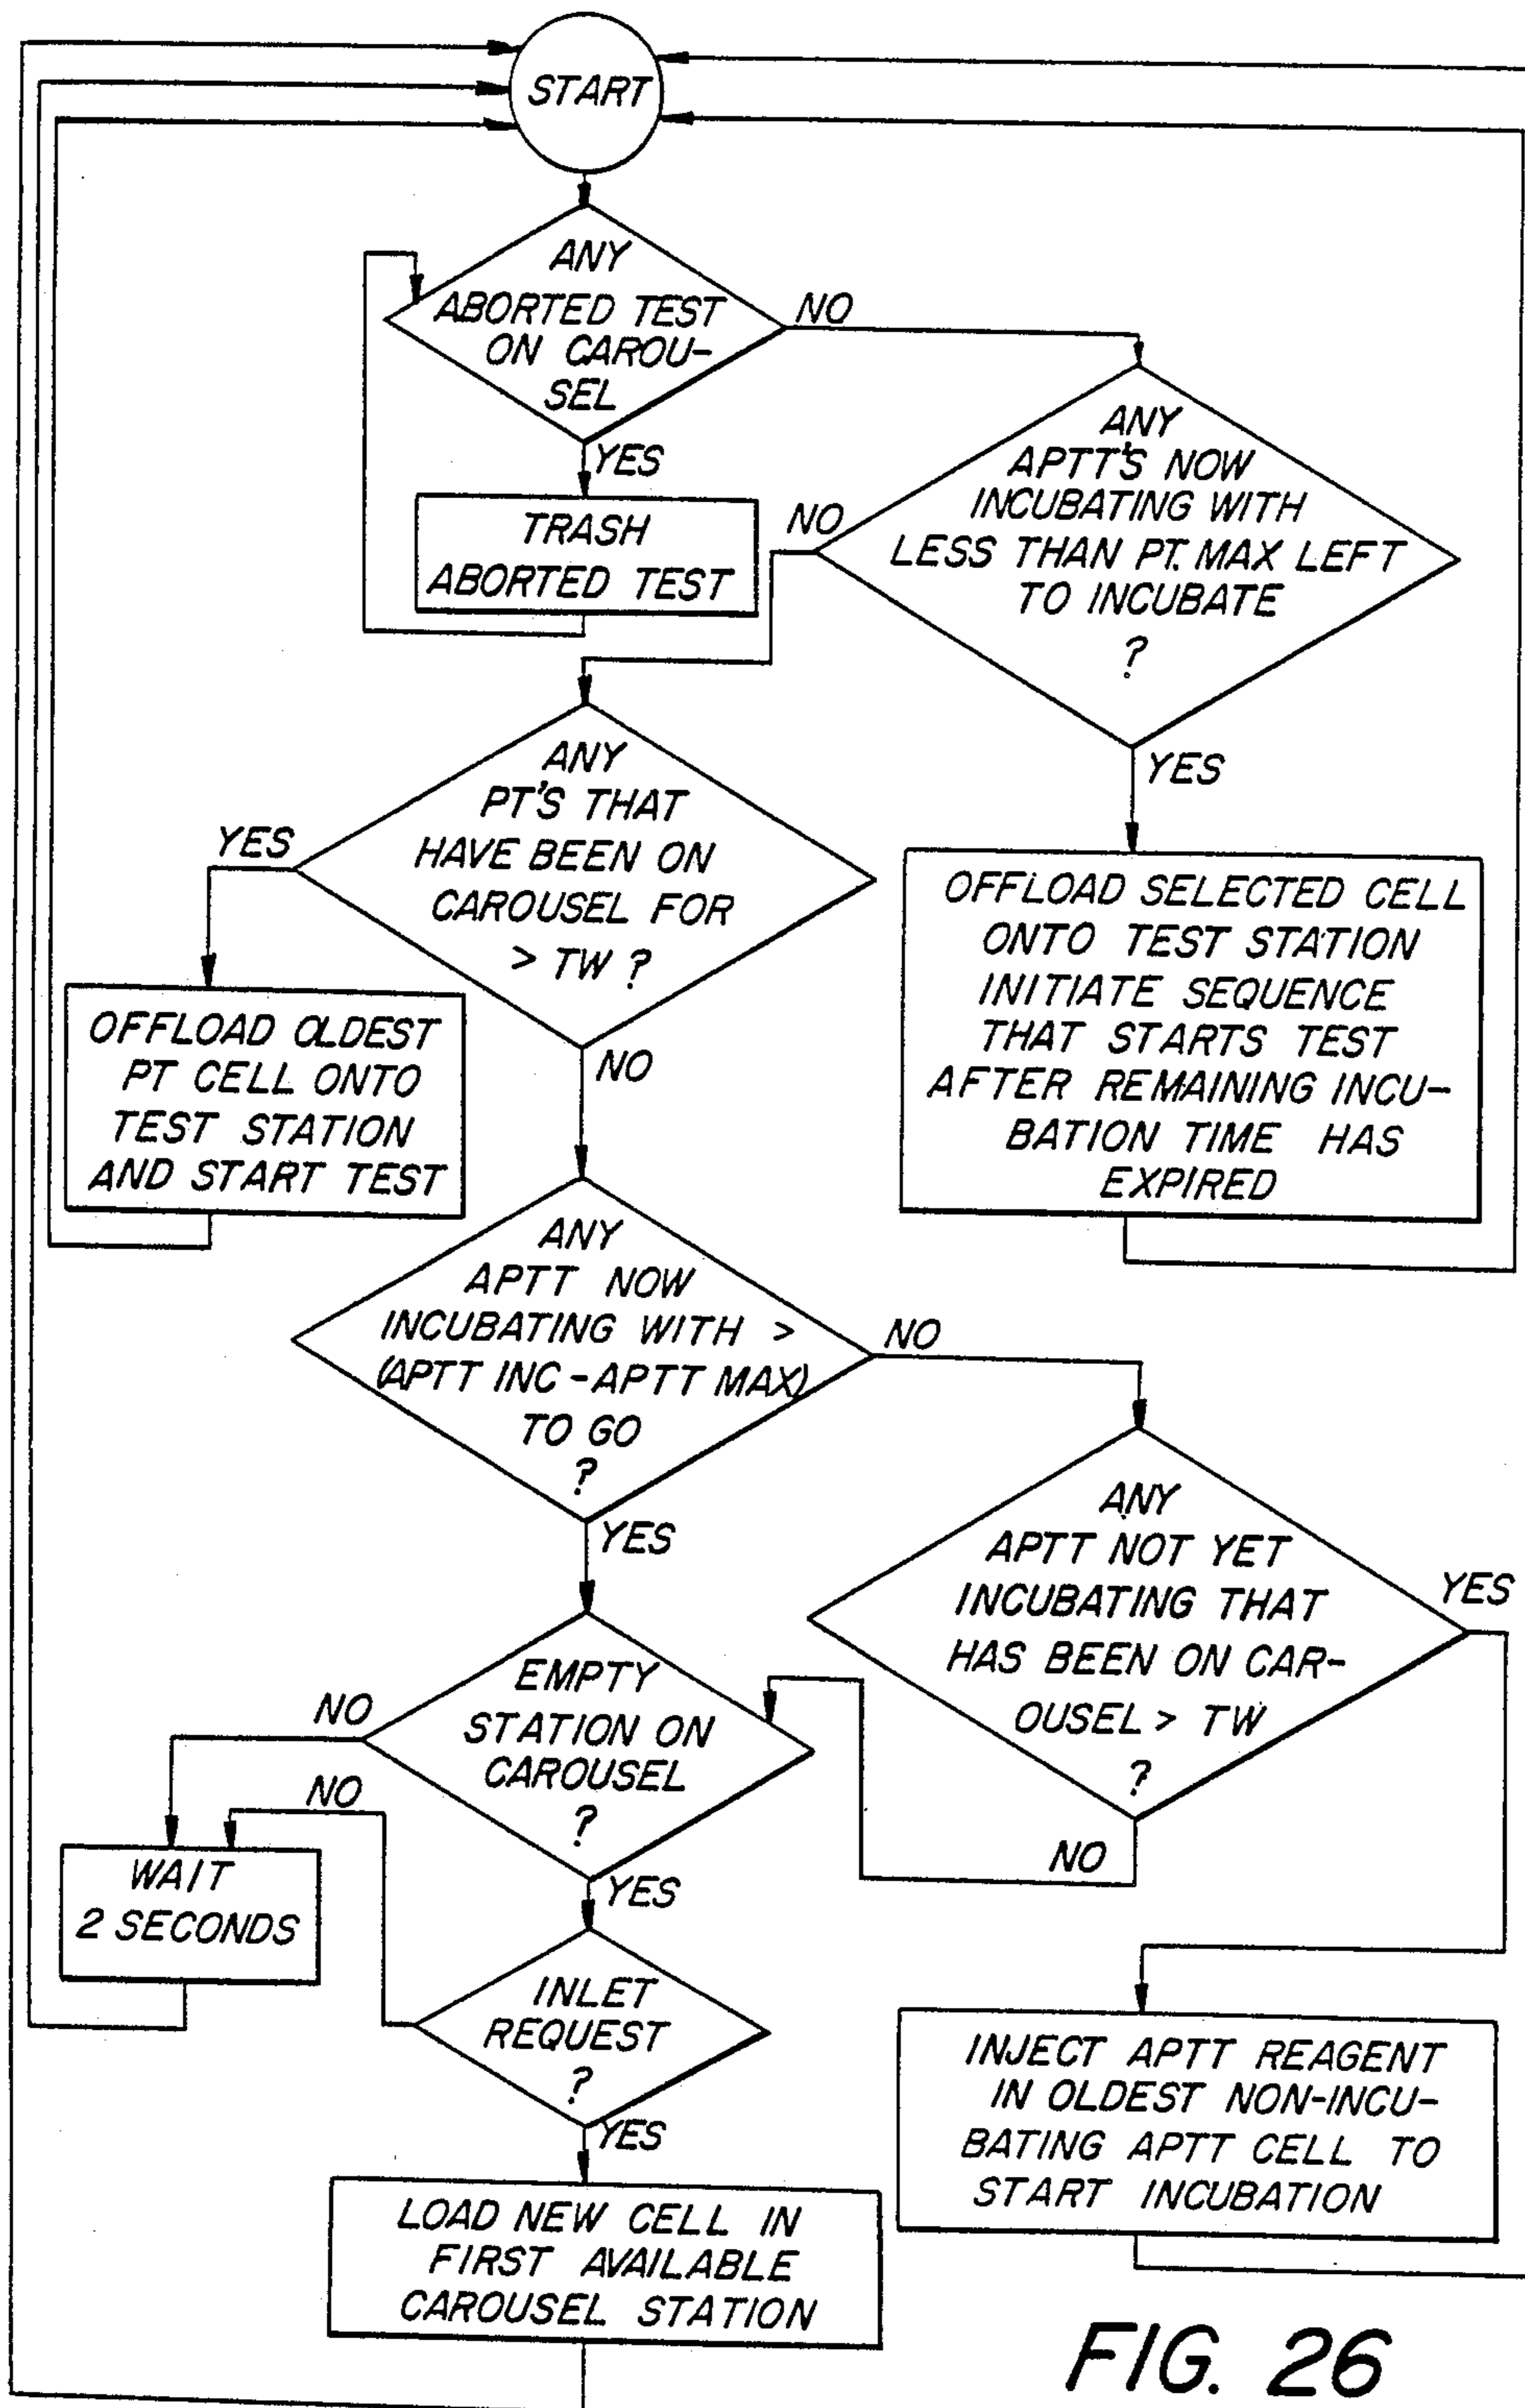 START
ANY
ABORTED TEST
ON CAROU-
SEL
NO
YES
TRASH
ABORTED TEST
ANY
APTT'S NOW
INCUBATING WITH
LESS THAN PT. MAX LEFT
TO INCUBATE
?
NO
YES
OFFLOAD SELECTED CELL
ONTO TEST STATION
INITIATE SEQUENCE
THAT STARTS TEST
AFTER REMAINING INCU-
BATION TIME HAS
EXPIRED
ANY
PT'S THAT
HAVE BEEN ON
CAROUSEL FOR
> TW ?
YES
NO
OFFLOAD OLDEST
PT CELL ONTO
TEST STATION
AND START TEST
ANY
APTT NOW
INCUBATING WITH >
(APTT INC - APTT MAX)
TO GO
?
NO
YES
ANY
APTT NOT YET
INCUBATING THAT
HAS BEEN ON CAR-
OUSEL > TW
?
YES
NO
EMPTY
STATION ON
CAROUSEL
?
NO
YES
NO
WAIT
2 SECONDS
INLET
REQUEST
?
YES
INJECT APTT REAGENT
IN OLDEST NON-INCU-
BATING APTT CELL TO
START INCUBATION
LOAD NEW CELL IN
FIRST AVAILABLE
CAROUSEL STATION
FIG. 26